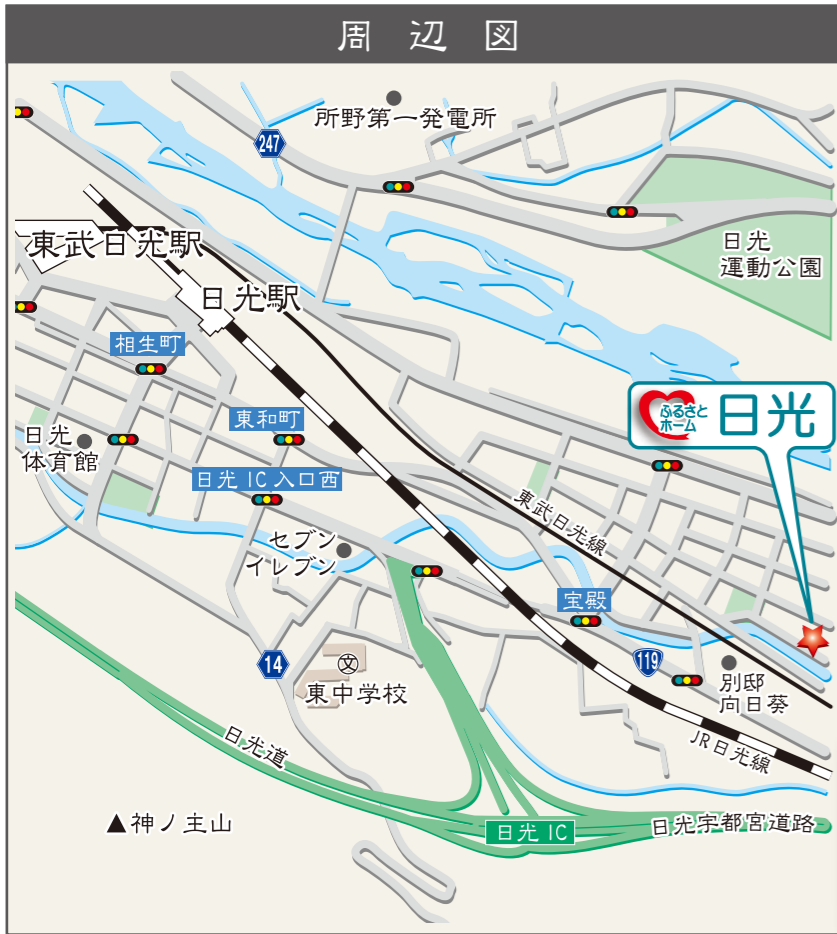 周辺図
所野第一発電所
247
東武日光駅
日光
運動公園
日光駅
相生町
ふるさと
ホーム
日光
東和町
日光
体育館
日光IC入口西
東武日光線
セブン
イレブン
宝殿
119
14
文
東中学校
別邸
向日葵
日光道
JR日光線
▲神ノ主山
日光IC
日光宇都宮道路